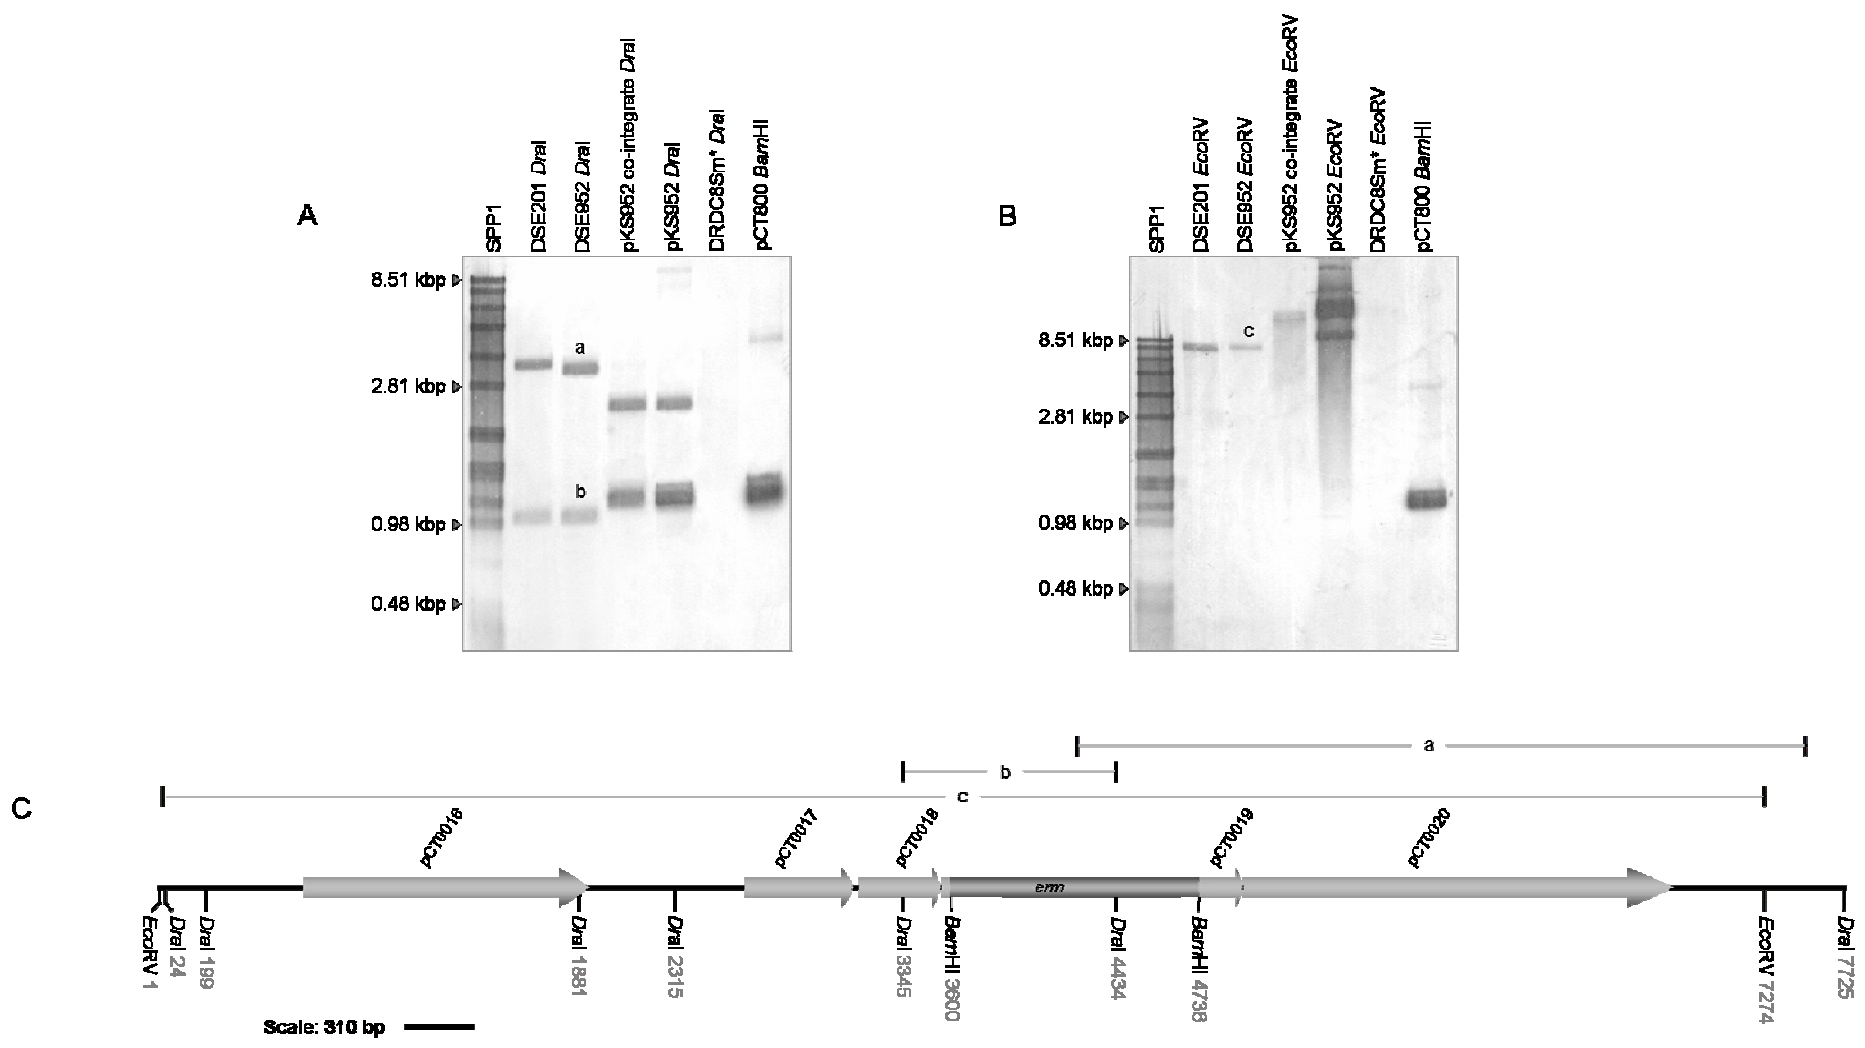 A
SPP1
DSE201 DraI
DSE952 DraI
pKS952 co-integrate DraI
pKS952 DraI
DRDC8Sm* DraI
pCT800 BamHI
8.51 kbp
2.81 kbp
0.98 kbp
0.48 kbp
a
b
B
SPP1
DSE201 EcoRV
DSE952 EcoRV
pKS952 co-integrate EcoRV
pKS952 EcoRV
DRDC8Sm* EcoRV
pCT800 BamHI
8.51 kbp
2.81 kbp
0.98 kbp
0.48 kbp
c
C
a
b
c
pCT0016
pCT0017
pCT0018
pCT0019
pCT0020
erm
EcoRV 1
DraI 24
DraI 199
DraI 1881
DraI 2315
DraI 3345
BamHI 3600
DraI 4434
BamHI 4738
EcoRV 7274
DraI 7725
Scale: 310 bp